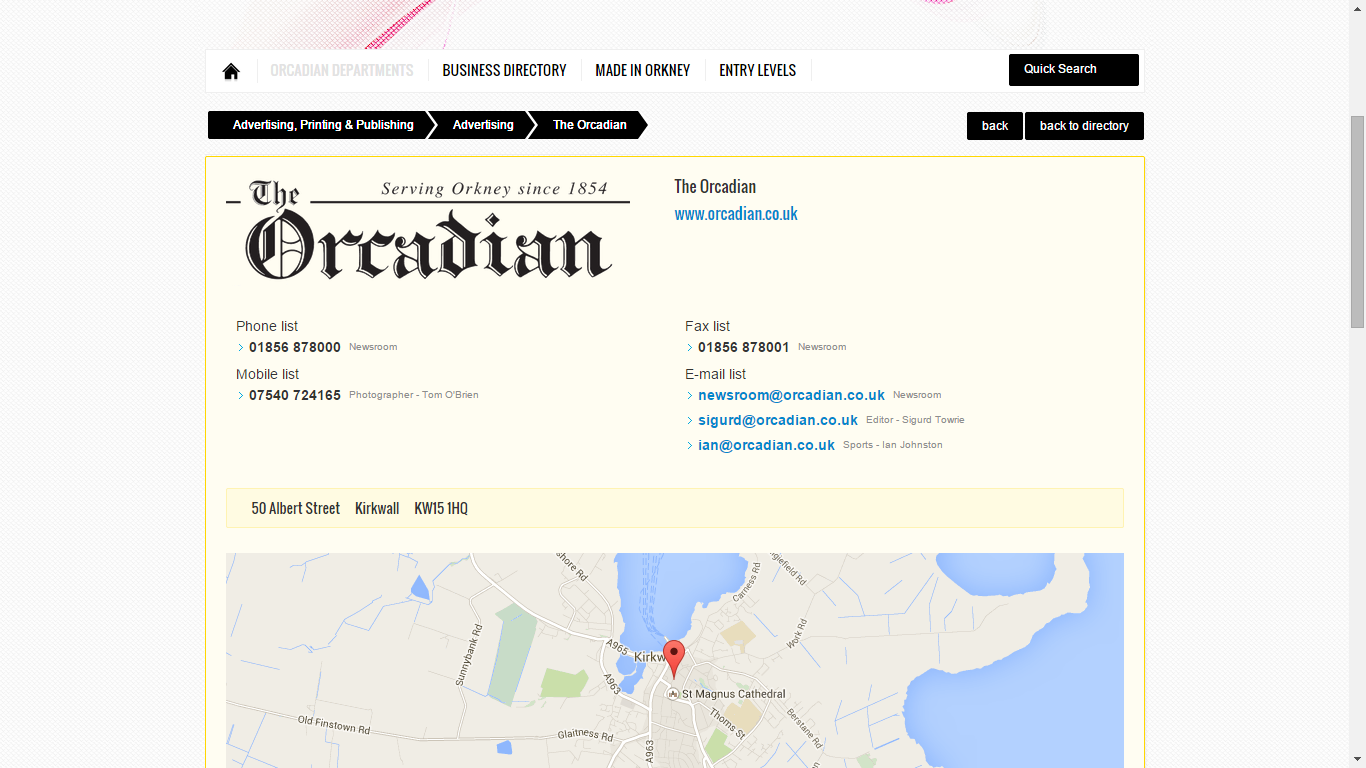 ORCADIAN DEPARTMENTS BUSINESS DIRECTORY MADE IN ORKNEY ENTRY LEVELS Quick Search
Advertising, Printing & Publishing Advertising The Orcadian back back to directory
The Serving Orkney since 1854
Orcadian
The Orcadian
www.orcadian.co.uk
Phone list
01856 878000 Newsroom
Mobile list
07540 724165 Photographer - Tom O'Brien
Fax list
01856 878001 Newsroom
E-mail list
newsroom@orcadian.co.uk Newsroom
sigurd@orcadian.co.uk Editor - Sigurd Towrie
ian@orcadian.co.uk Sports - Ian Johnston
50 Albert Street Kirkwall KW15 1HQ
shore Rd
Carness Rd
Work Rd
Sunnybank Rd
A965
Kirkw
A963
St Magnus Cathedral
Old Finstown Rd
Glaitness Rd
Thoms St
Berstane Rd
A963